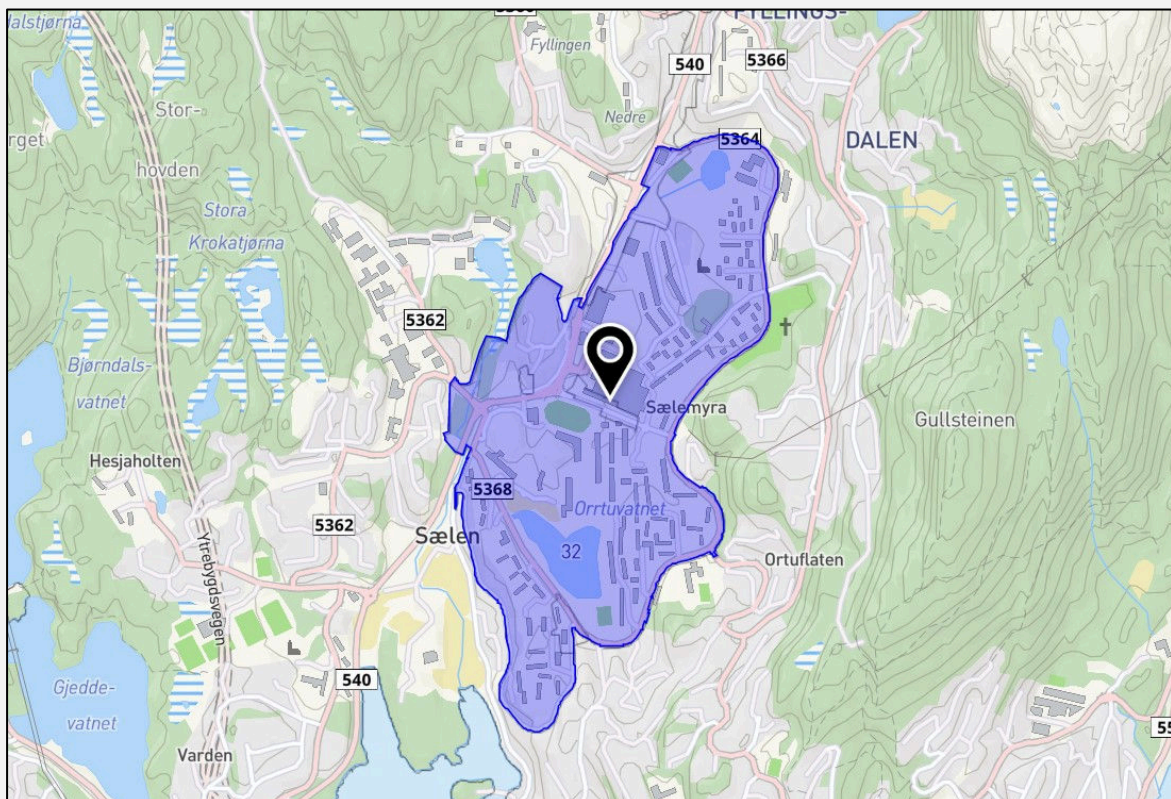 FYLLINGS-
dalstjørna
Fyllingen
540
5366
Stor-
hovden
Nedre
5364
DALEN
rget
Stora
Krokatjørna
5362
Bjørndals-
vatnet
Sælemyra
Gullsteinen
Hesjaholten
5368
Orrtuvatnet
5362
Sælen
32
Ortuflaten
Ytrebygdsvegen
540
Gjedde-
vatnet
55
Varden